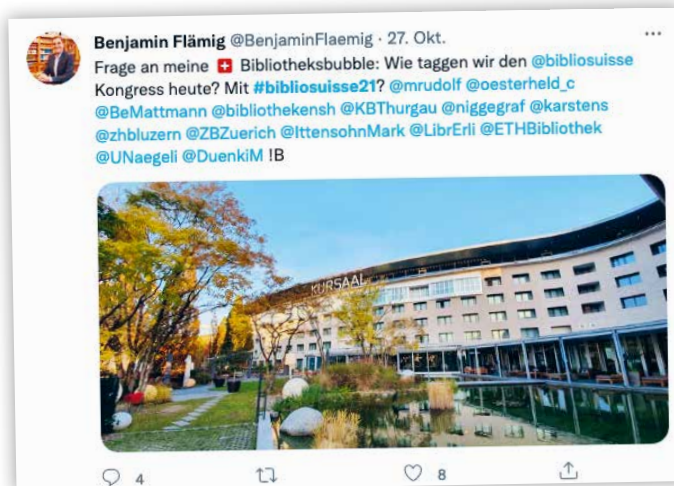 Benjamin Flämig @BenjaminFlaemig · 27. Okt.
Frage an meine 🇨🇭 Bibliotheksbubble: Wie taggen wir den @bibliosuisse
Kongress heute? Mit #bibliosuisse21? @mrudolf @oesterheld_c
@BeMattmann @bibliothekensh @KBThurgau @niggegraf @karstens
@zhbluzern @ZBZuerich @IttensohnMark @LibrErli @ETHBibliothek
@UNaegeli @DuenkiM !B
KURSAAL
4 8